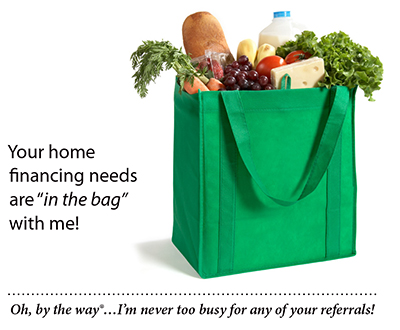 Your home
financing needs
are “in the bag”
with me!
Oh, by the way®…I’m never too busy for any of your referrals!